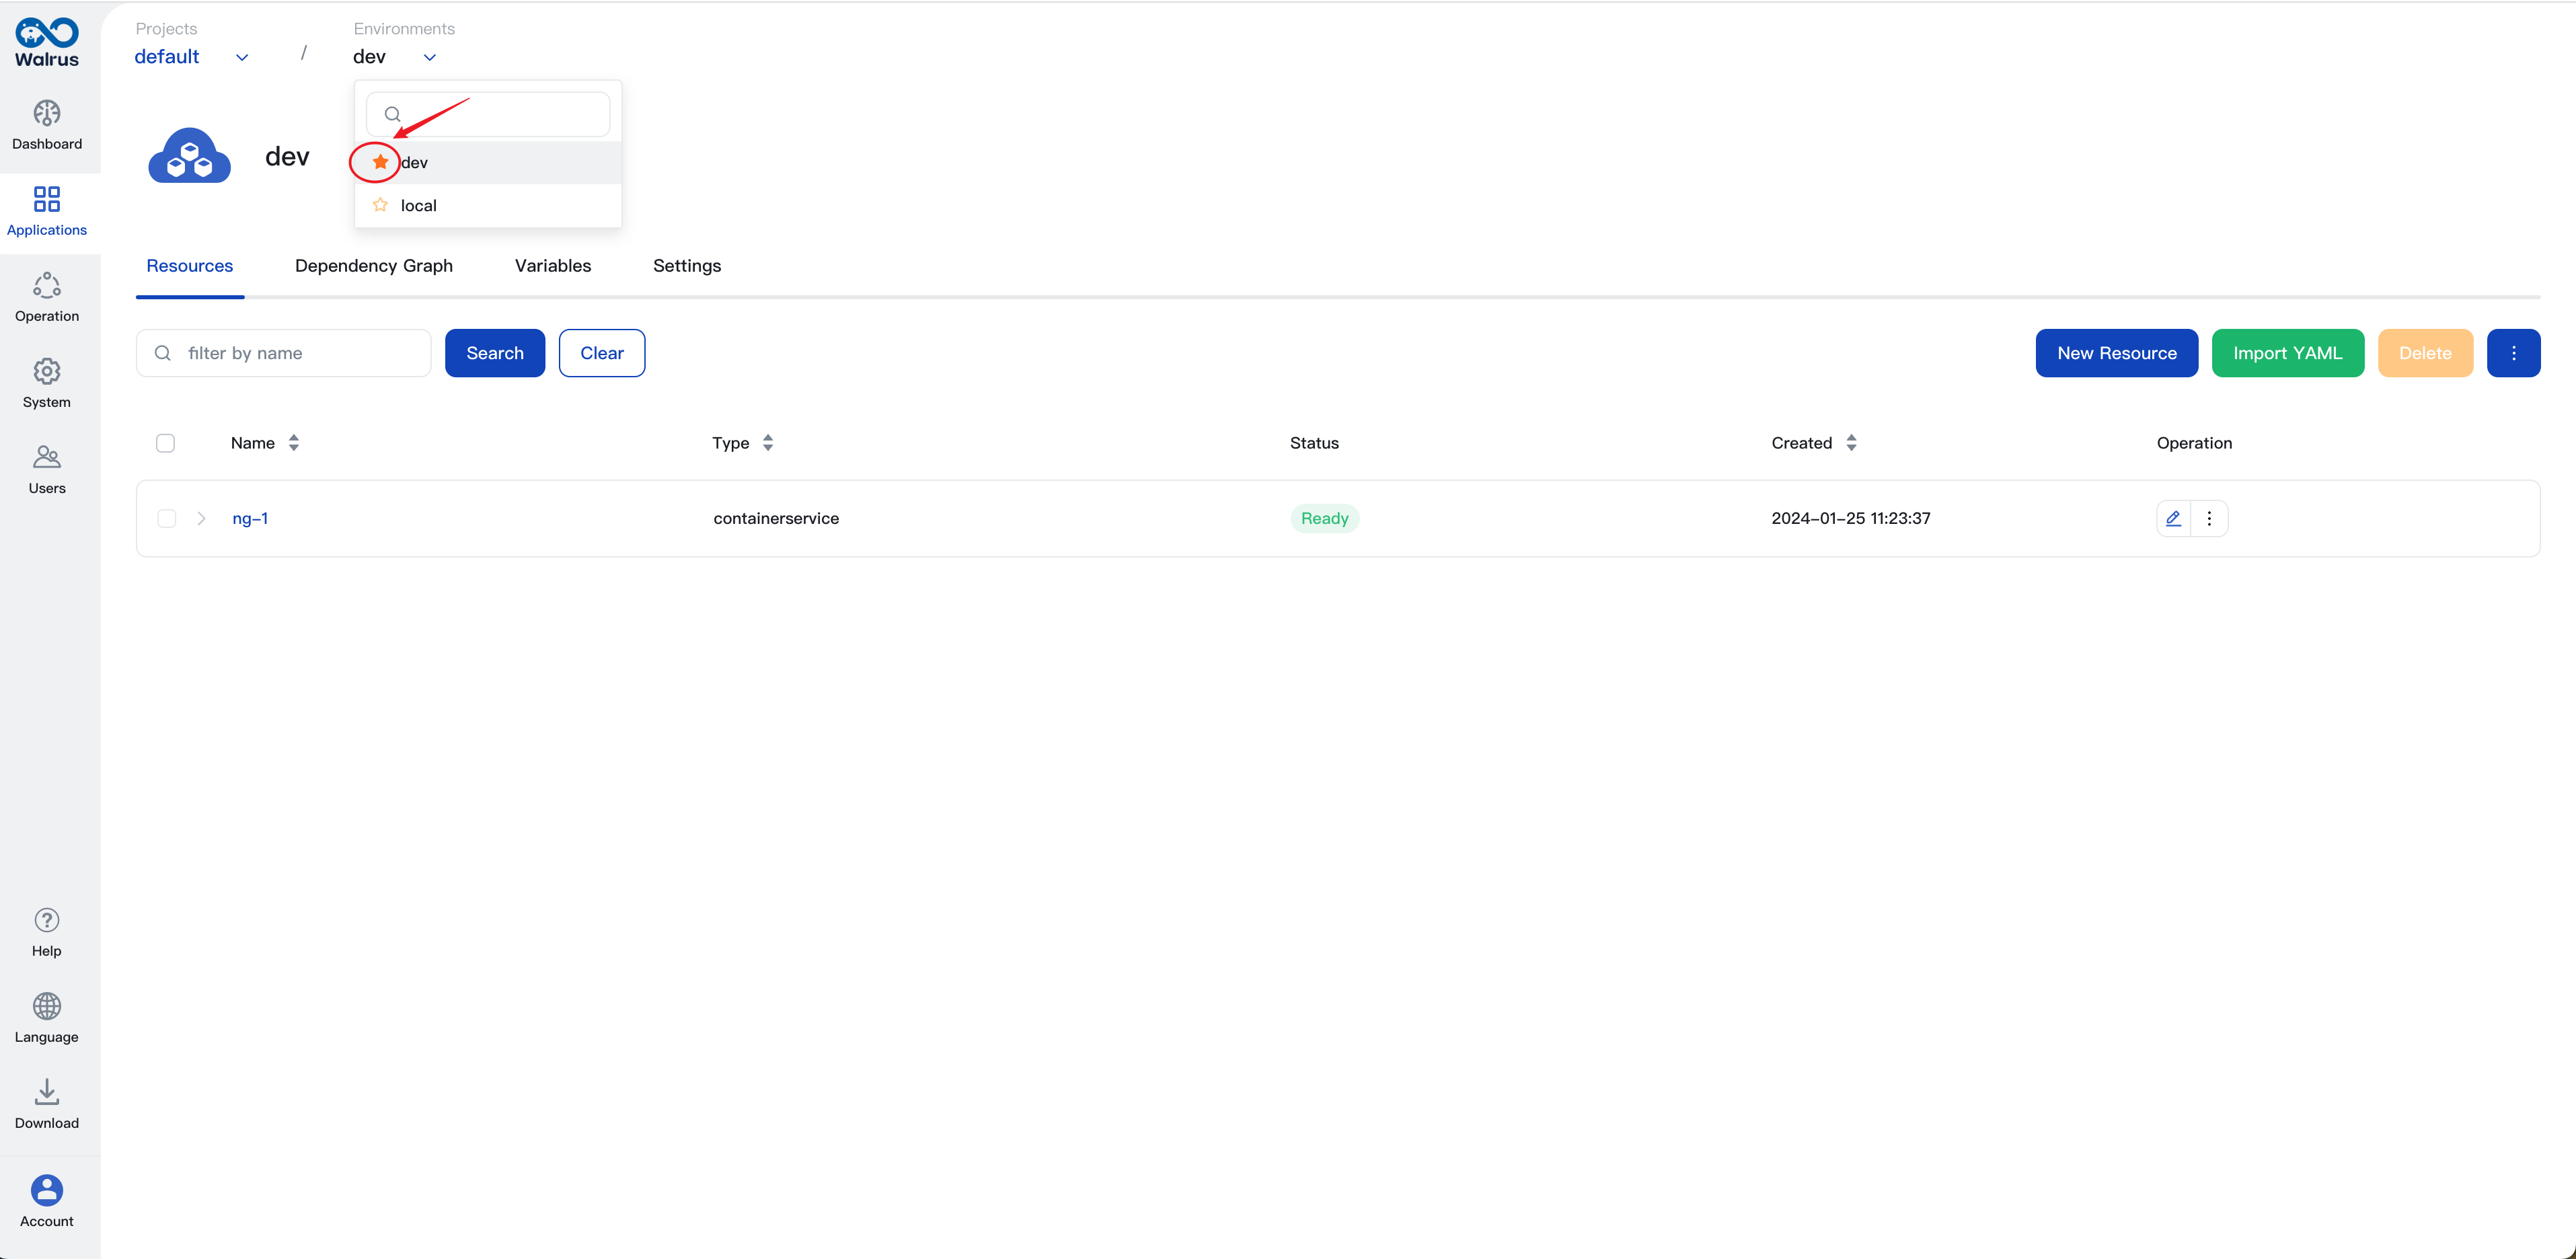 Walrus
Dashboard
Applications
Operation
System
Users
Help
Language
Download
Account
Projects
default
/
Environments
dev
dev
dev
local
Resources Dependency Graph Variables Settings
filter by name Search Clear New Resource Import YAML Delete
Name Type Status Created Operation
ng-1 containerservice Ready 2024-01-25 11:23:37